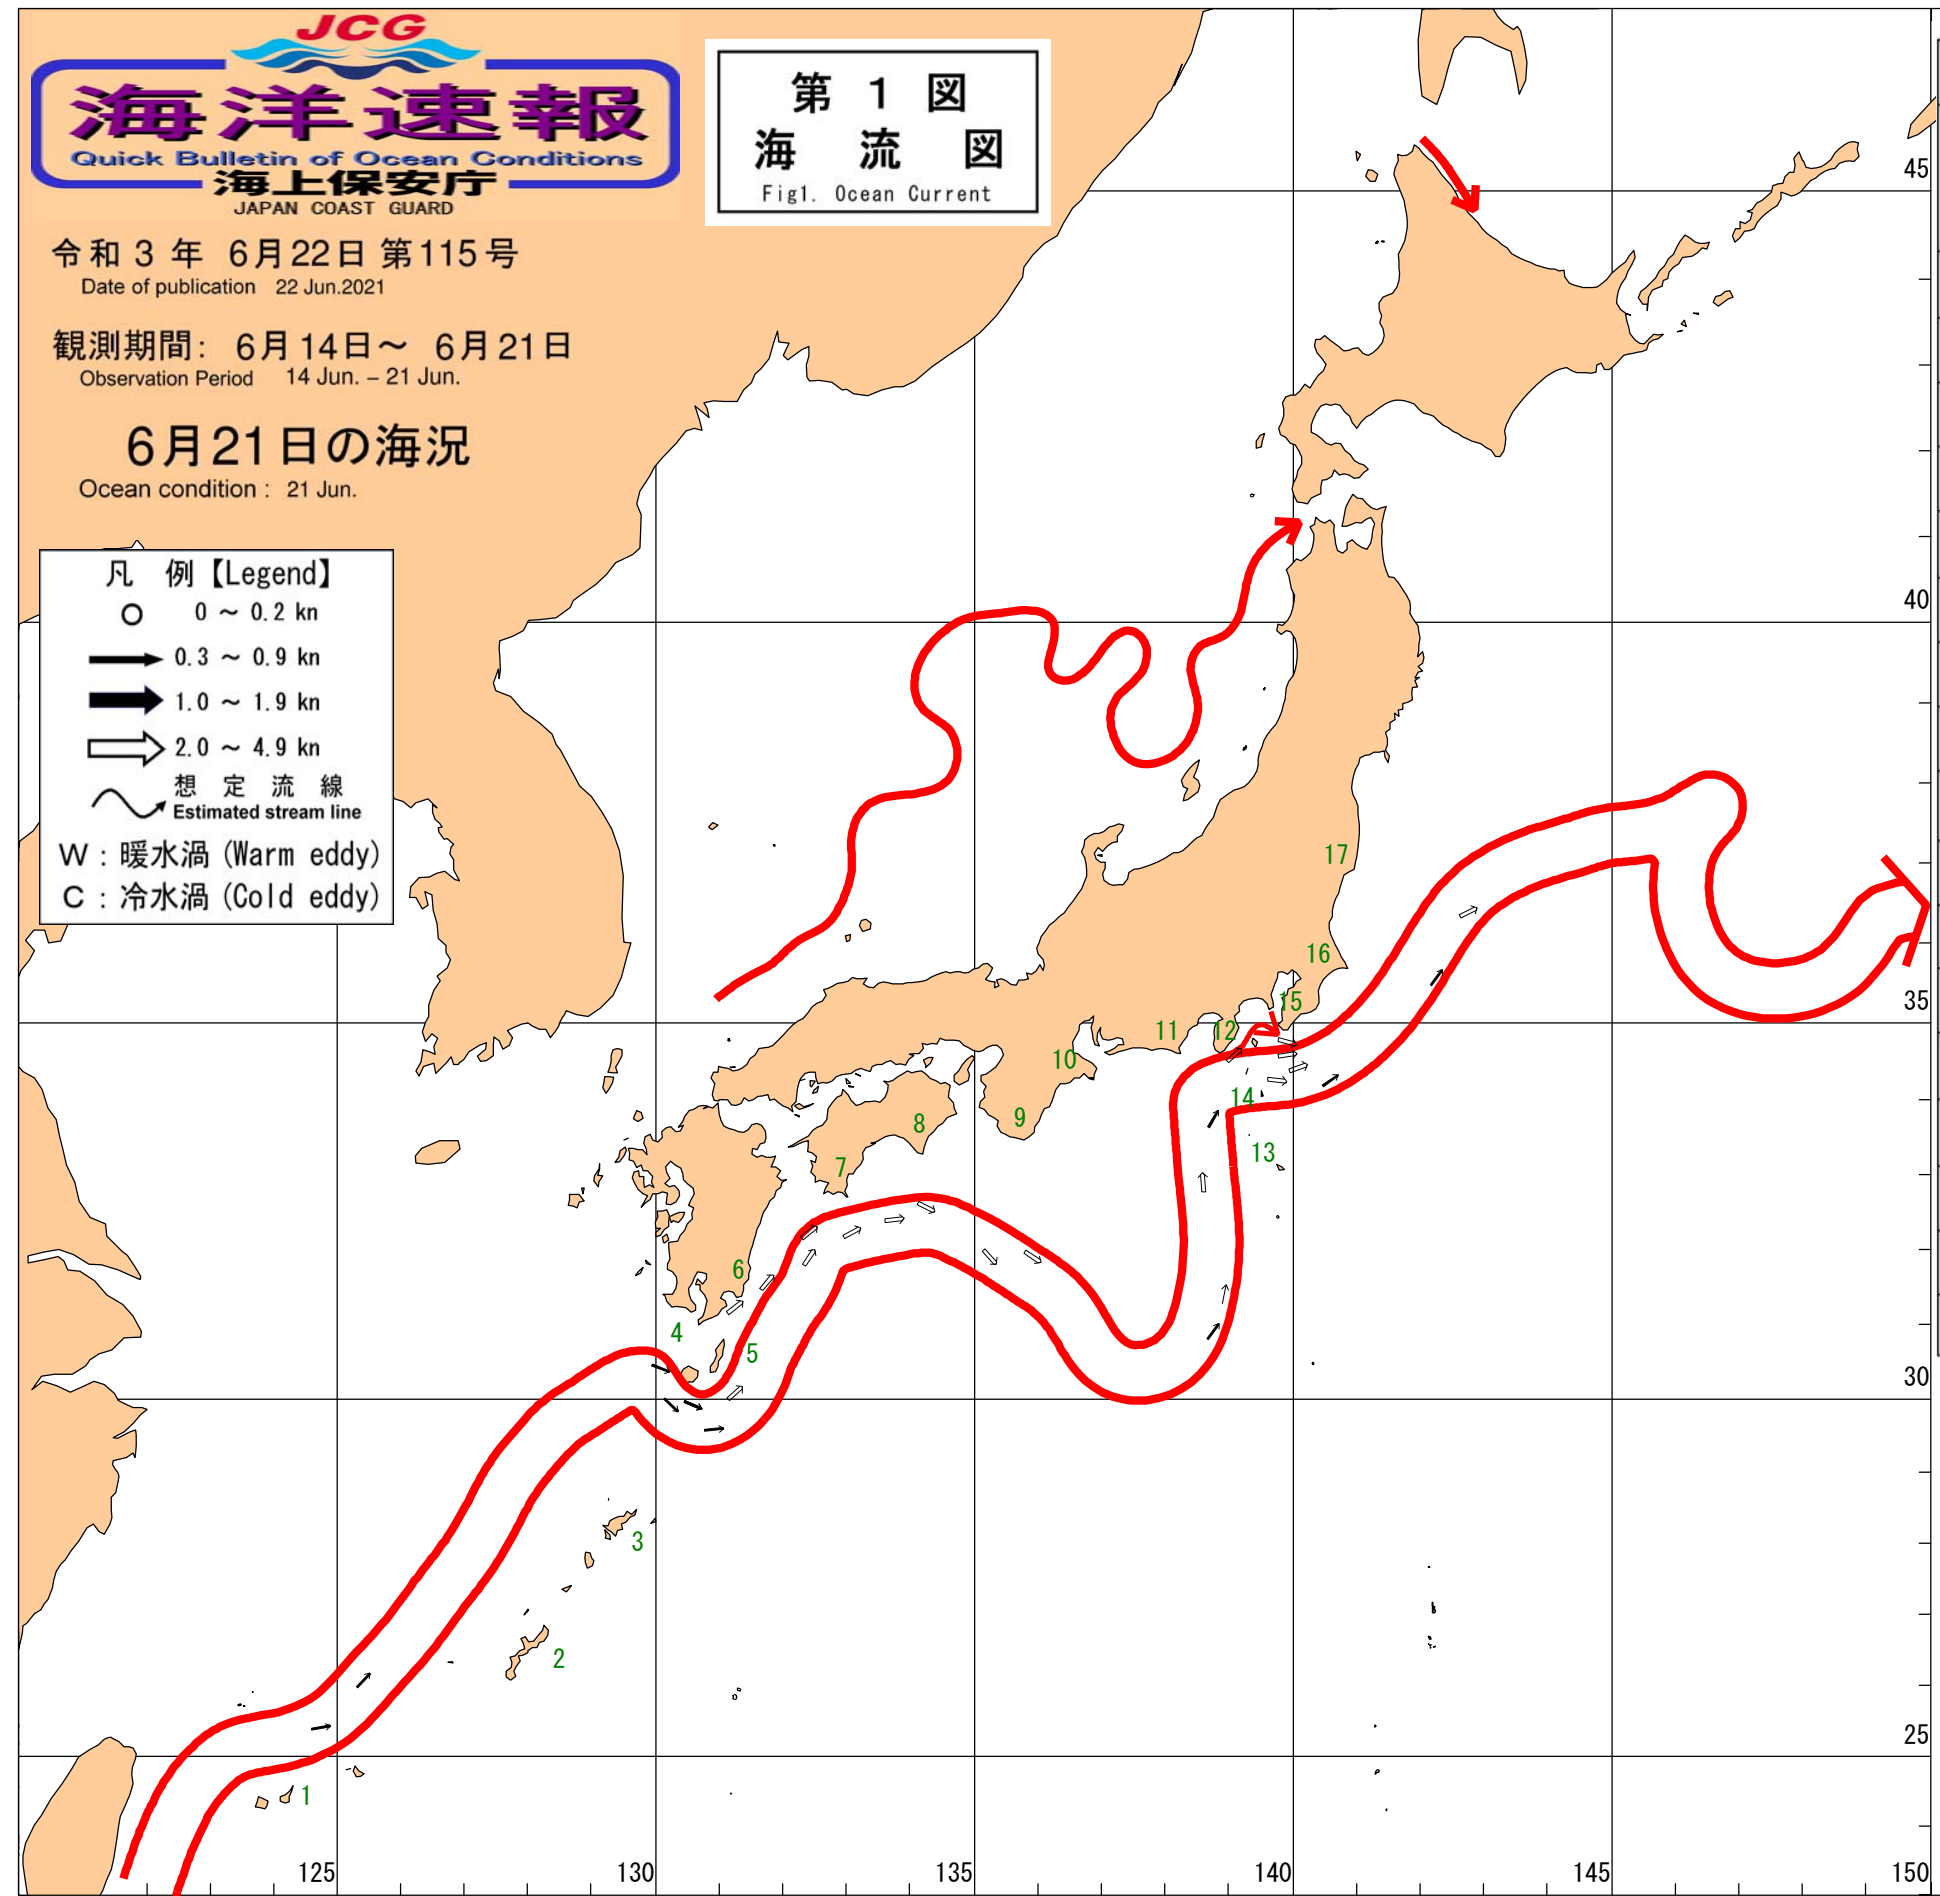 JCG
海洋速報
Quick Bulletin of Ocean Conditions
海上保安庁
JAPAN COAST GUARD
第 1 図
海 流 図
Fig1. Ocean Current
令和 3 年 6月22日 第115号
Date of publication 22 Jun.2021
観測期間: 6月14日~ 6月21日
Observation Period 14 Jun. – 21 Jun.
6月21日の海況
Ocean condition : 21 Jun.
凡 例【Legend】
0 ~ 0.2 kn
0.3 ~ 0.9 kn
1.0 ~ 1.9 kn
2.0 ~ 4.9 kn
想 定 流 線
Estimated stream line
W : 暖水渦 (Warm eddy)
C : 冷水渦 (Cold eddy)
45
40
17
16
35
15
12
11
10
14
9
8
13
7
6
4
5
30
3
2
25
1
125
130
135
140
145
150